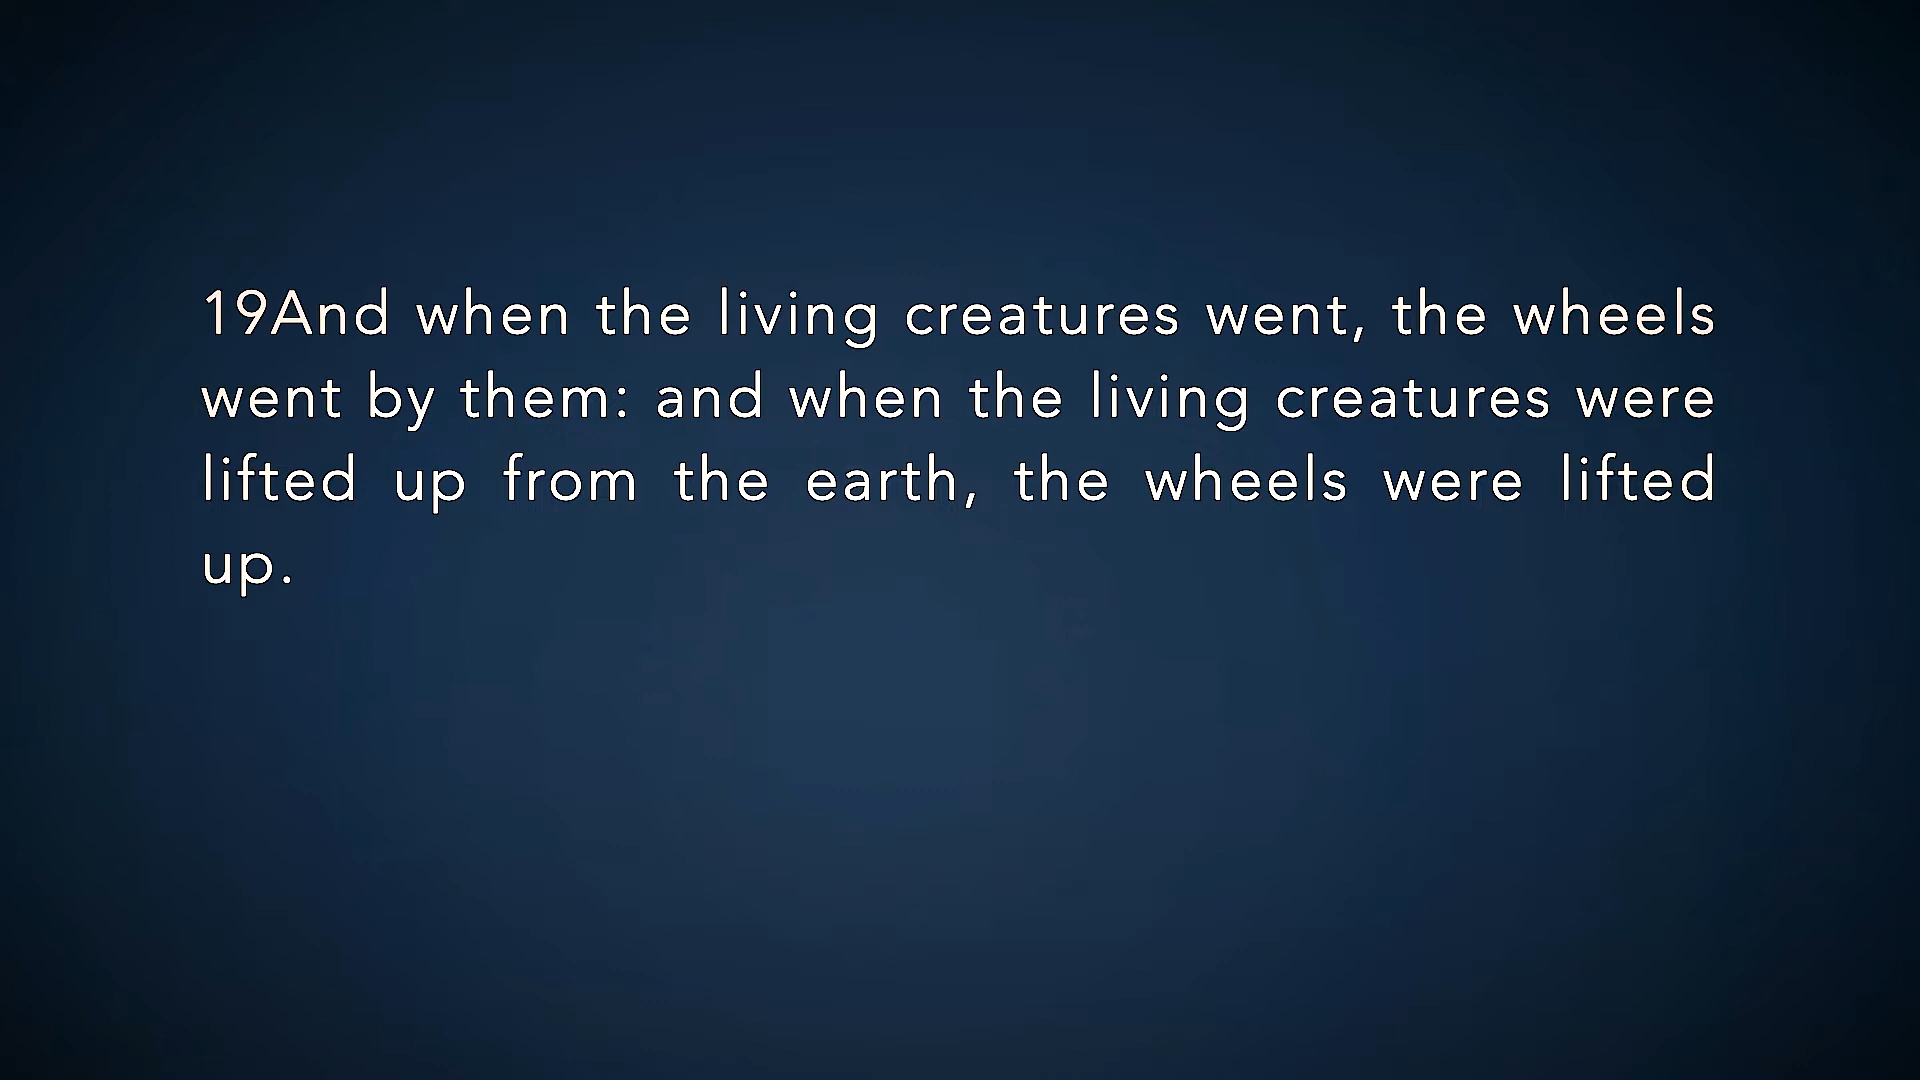 19And when the living creatures went, the wheels
went by them: and when the living creatures were
lifted up from the earth, the wheels were lifted
up.